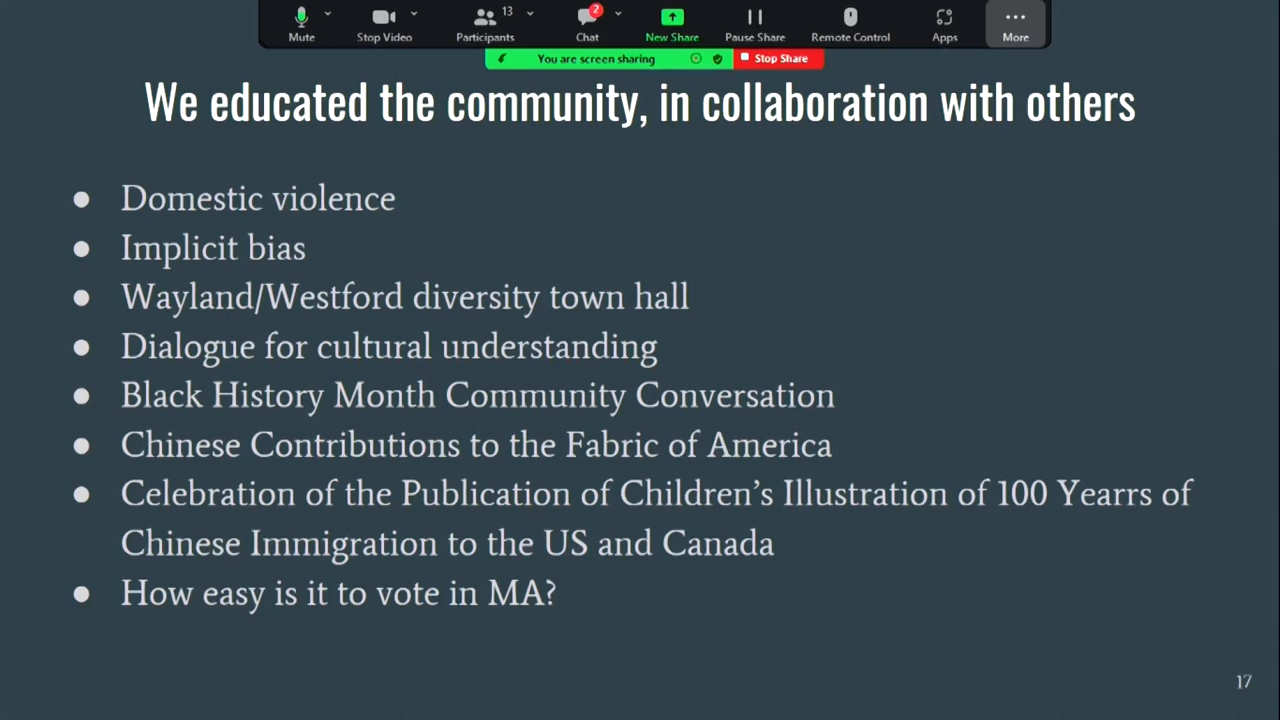 13
2
Mute
Stop Video
Participants
Chat
New Share
Pause Share
Remote Control
Apps
More
You are screen sharing
Stop Share
We educated the community, in collaboration with others
● Domestic violence
● Implicit bias
● Wayland/Westford diversity town hall
● Dialogue for cultural understanding
● Black History Month Community Conversation
● Chinese Contributions to the Fabric of America
● Celebration of the Publication of Children’s Illustration of 100 Yearrs of
Chinese Immigration to the US and Canada
● How easy is it to vote in MA?
17